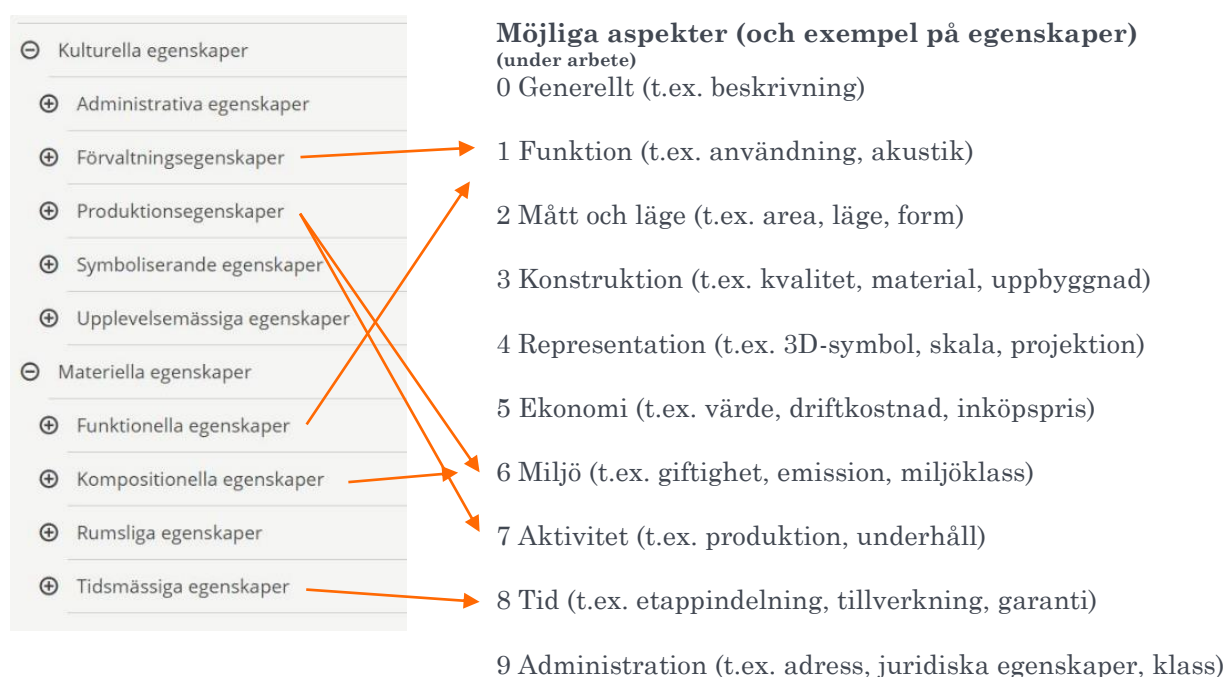 Kulturella egenskaper
Administrativa egenskaper
Förvaltningsegenskaper
Produktionsegenskaper
Symboliserande egenskaper
Upplevelsemässiga egenskaper
Materiella egenskaper
Funktionella egenskaper
Kompositionella egenskaper
Rumsliga egenskaper
Tidsmässiga egenskaper
Möjliga aspekter (och exempel på egenskaper)
(under arbete)
0 Generellt (t.ex. beskrivning)
1 Funktion (t.ex. användning, akustik)
2 Mått och läge (t.ex. area, läge, form)
3 Konstruktion (t.ex. kvalitet, material, uppbyggnad)
4 Representation (t.ex. 3D-symbol, skala, projektion)
5 Ekonomi (t.ex. värde, driftkostnad, inköpspris)
6 Miljö (t.ex. giftighet, emission, miljöklass)
7 Aktivitet (t.ex. produktion, underhåll)
8 Tid (t.ex. etappindelning, tillverkning, garanti)
9 Administration (t.ex. adress, juridiska egenskaper, klass)